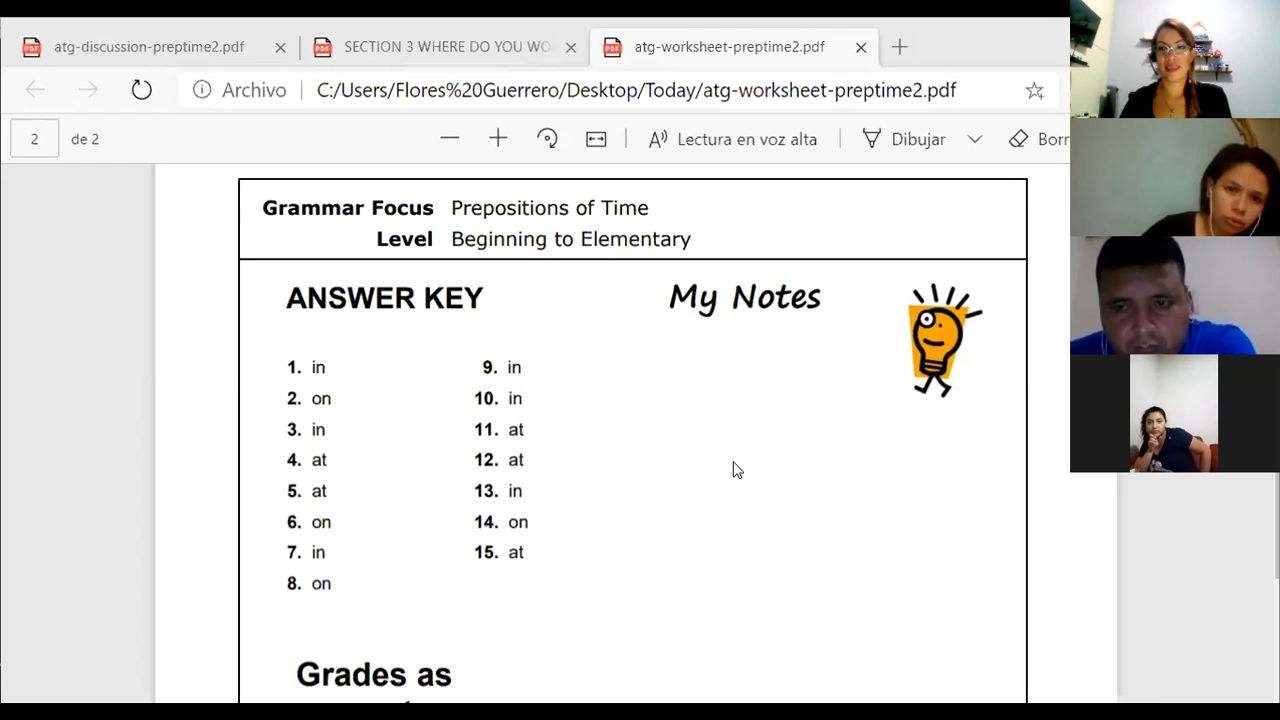 atg-discussion-preptime2.pdf
SECTION 3 WHERE DO YOU WO
atg-worksheet-preptime2.pdf
Archivo
C:/Users/Flores%20Guerrero/Desktop/Today/atg-worksheet-preptime2.pdf
2
de 2
Lectura en voz alta
Dibujar
Borr
Grammar Focus Prepositions of Time
Level Beginning to Elementary
ANSWER KEY
My Notes
1. in
2. on
3. in
4. at
5. at
6. on
7. in
8. on
9. in
10. in
11. at
12. at
13. in
14. on
15. at
Grades as